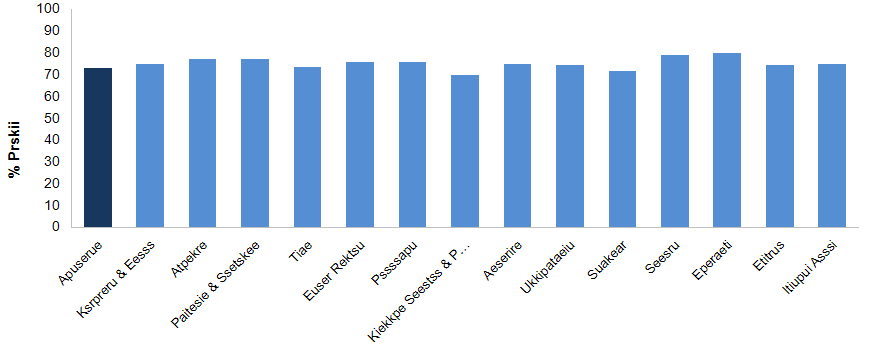 100
90
80
70
60
50
40
30
20
10
0
% Prskii
Apuserue
Ksrpreru & Eesss
Atpekre
Paitesie & Ssetskee
Tiae
Euser Rektsu
Pssssapu
Kiekkpe Seestss & P...
Aeserire
Ukkipataeiu
Suakear
Seesru
Eperaeti
Etitrus
Itiupui Asssi